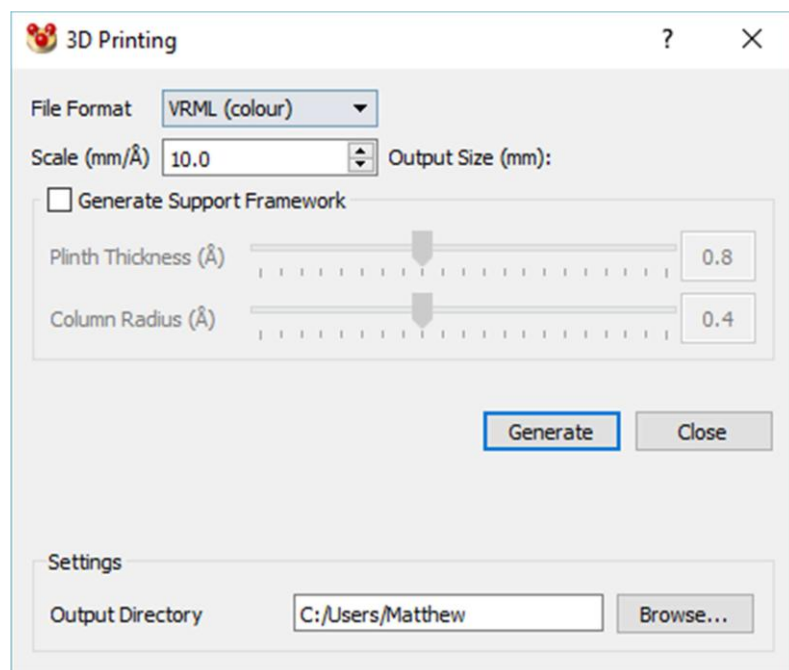 3D Printing ?
File Format VRML (colour)
Scale (mm/Å) 10.0 Output Size (mm):
Generate Support Framework
Plinth Thickness (Å) 0.8
Column Radius (Å) 0.4
Generate Close
Settings
Output Directory C:/Users/Matthew Browse...